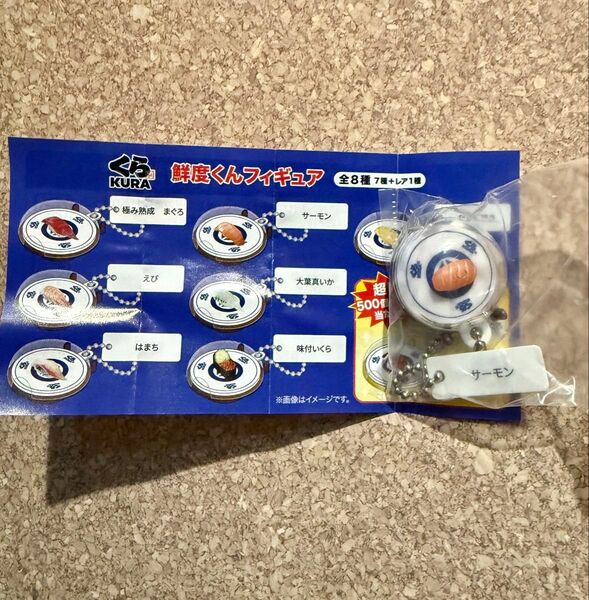 くら
KURA
鮮度くんフィギュア
全8種 7種+レア1種
極み熟成 まぐろ
サーモン
えび
大葉真いか
はまち
味付いくら
超
500個
当た
※画像はイメージです。
サーモン